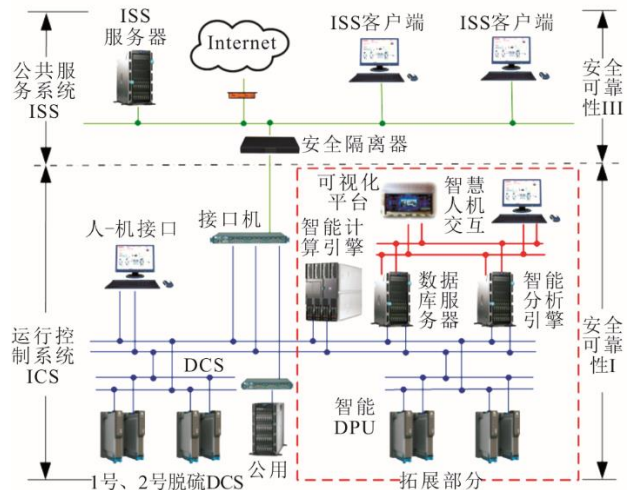 ISS
服务器
Internet
ISS客户端
ISS客户端
公共服
务系统
ISS
安全
可靠
性III
安全隔离器
人-机接口
接口机
可视化
平台
智慧
人机
交互
智能计
算引擎
数据
库服
务器
智能
分析
引擎
运行控
制系统
ICS
安全
可靠
性I
DCS
智能
DPU
公用
1号、2号脱硫DCS
拓展部分